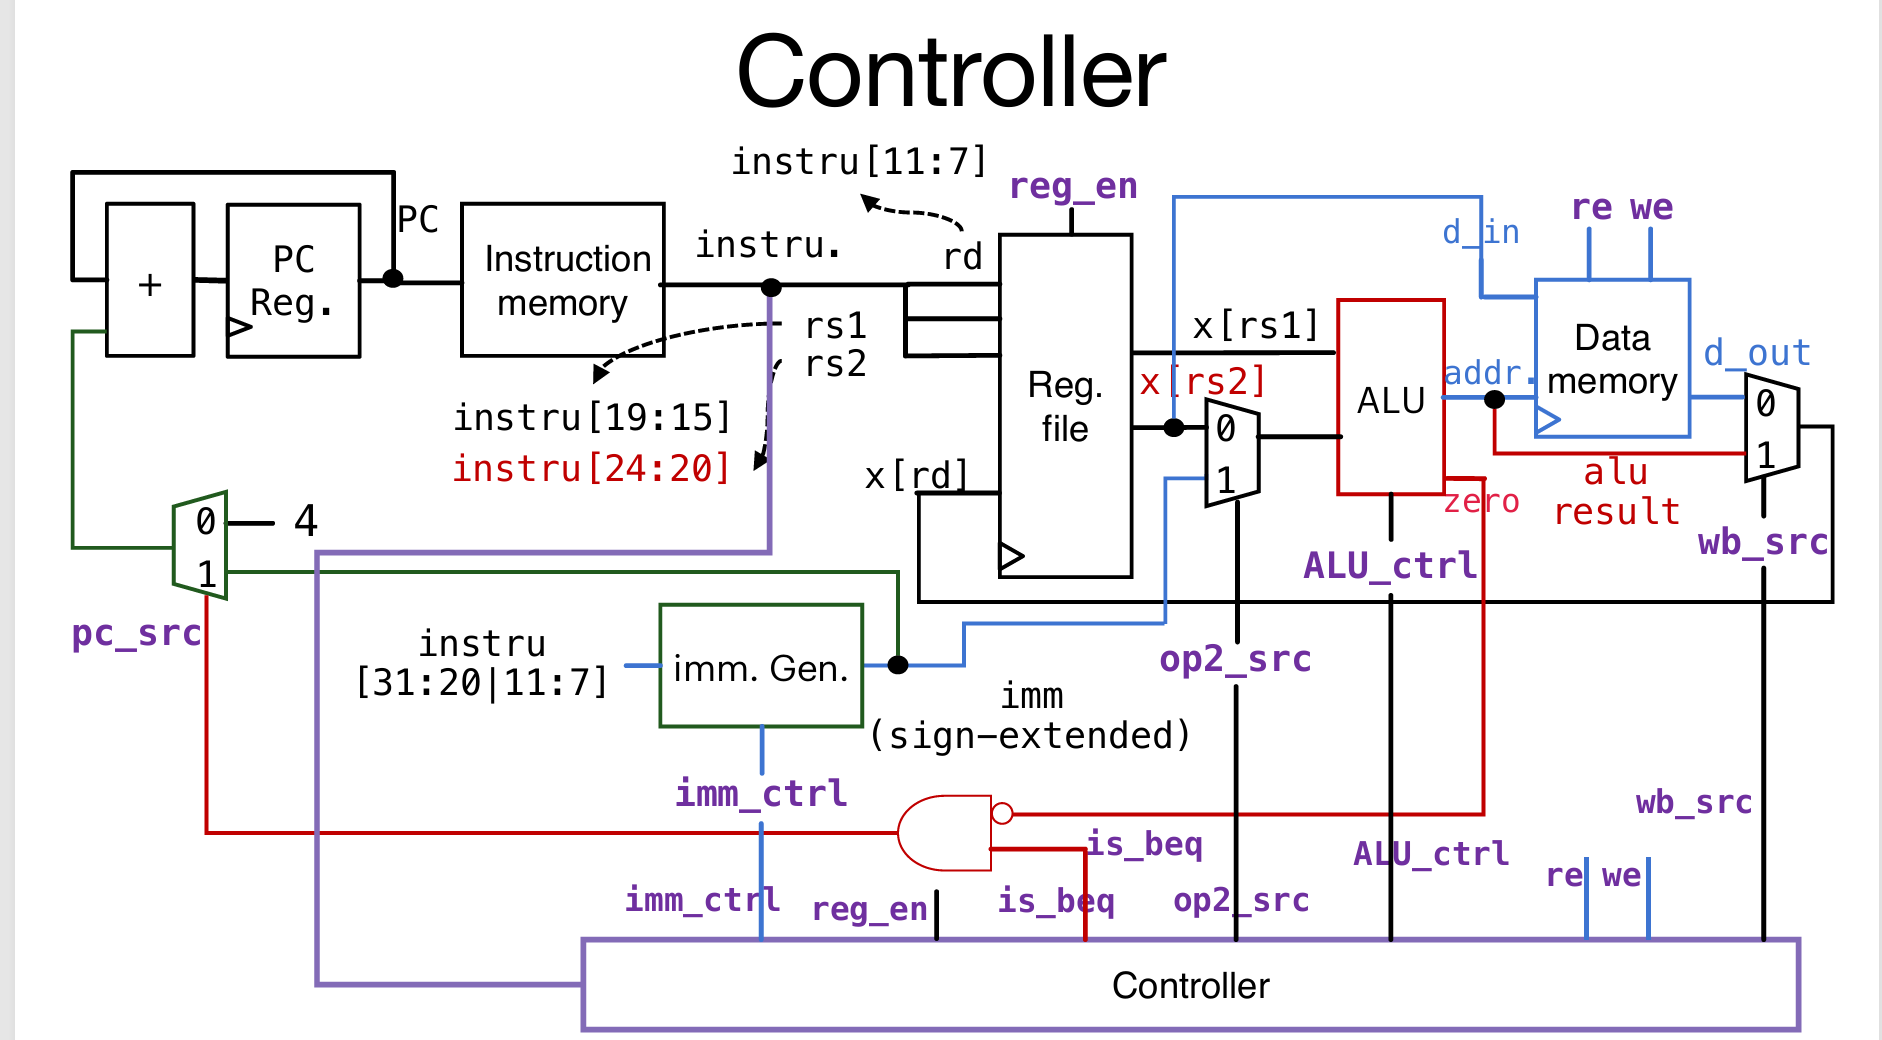 Controller
instru[11:7]
reg_en
re we
PC
d_in
instru.
rd
+
PC
Reg.
Instruction
memory
rs1
rs2
x[rs1]
x[rs2]
Data
memory
d_out
addr.
ALU
Reg.
file
0
1
0
1
instru[19:15]
instru[24:20]
x[rd]
zero
alu
result
wb_src
0
1
4
ALU_ctrl
pc_src
instru
[31:20|11:7]
imm. Gen.
op2_src
imm
(sign-extended)
imm_ctrl
wb_src
is_beq
ALU_ctrl
imm_ctrl
reg_en
is_beq
op2_src
re we
Controller